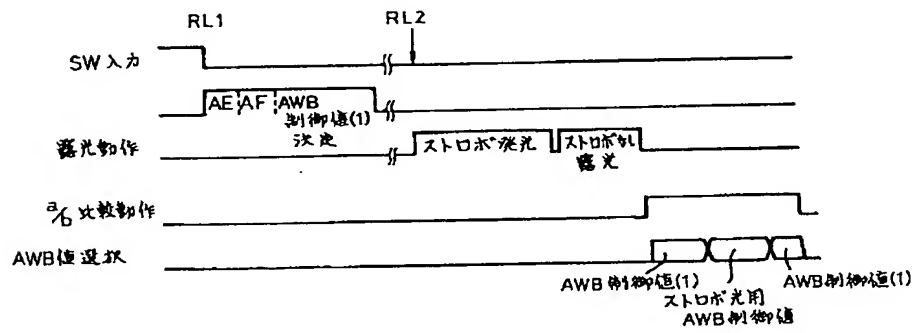 RL1
RL2
SW入力
AE AF AWB
制御値(1)
決定
露光動作
ストロボ発光
ストロボなし
露光
a/b 比較動作
AWB値選択
AWB制御値(1)
ストロボ光用
AWB制御値
AWB制御値(1)